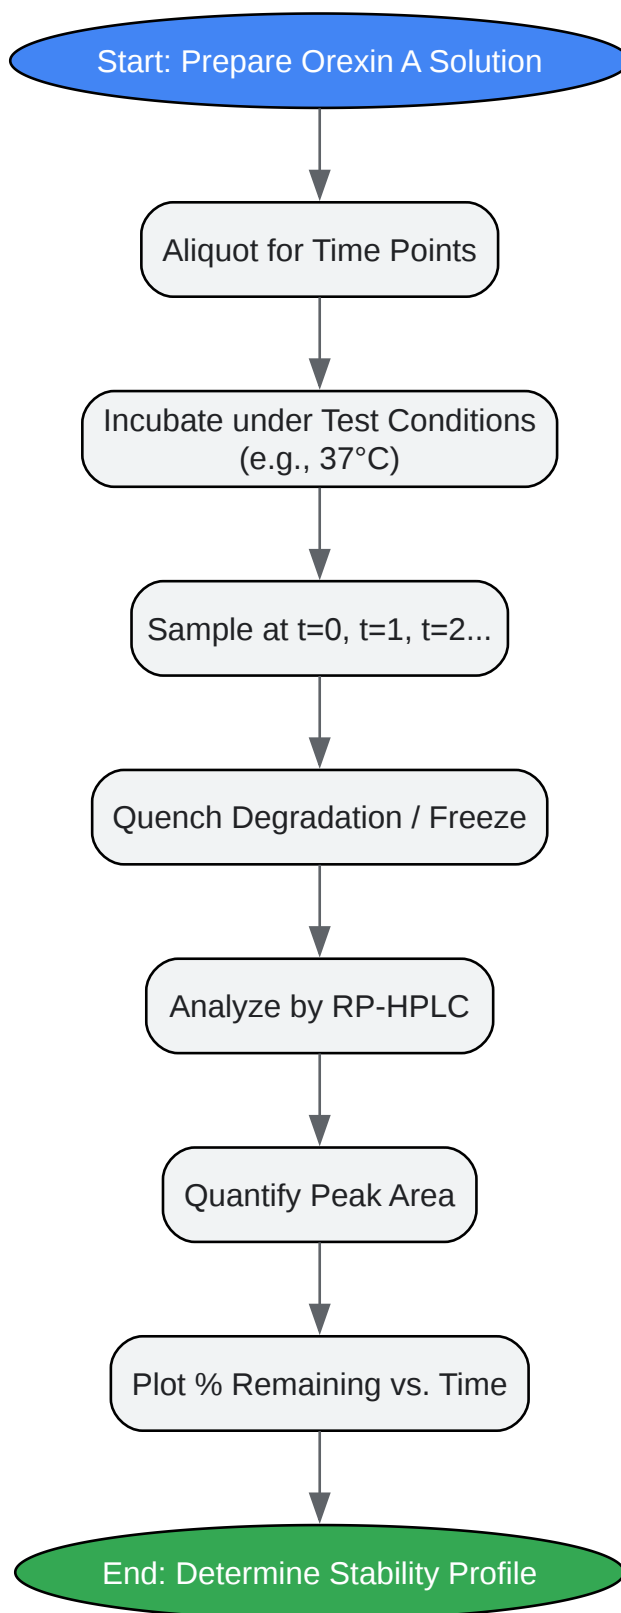 Start: Prepare Orexin A Solution
Aliquot for Time Points
Incubate under Test Conditions
(e.g., 37°C)
Sample at t=0, t=1, t=2...
Quench Degradation / Freeze
Analyze by RP-HPLC
Quantify Peak Area
Plot % Remaining vs. Time
End: Determine Stability Profile